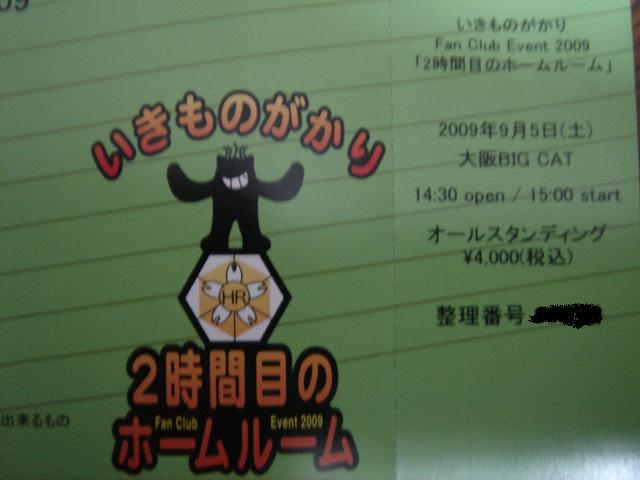 09
いきものがかり
HR
2時間目の
Fan Club Event 2009
ホームルーム
出来るもの
いきものがかり
Fan Club Event 2009
「2時間目のホームルーム」
2009年9月5日(土)
大阪BIG CAT
14:30 open / 15:00 start
オールスタンディング
¥4,000(税込)
整理番号